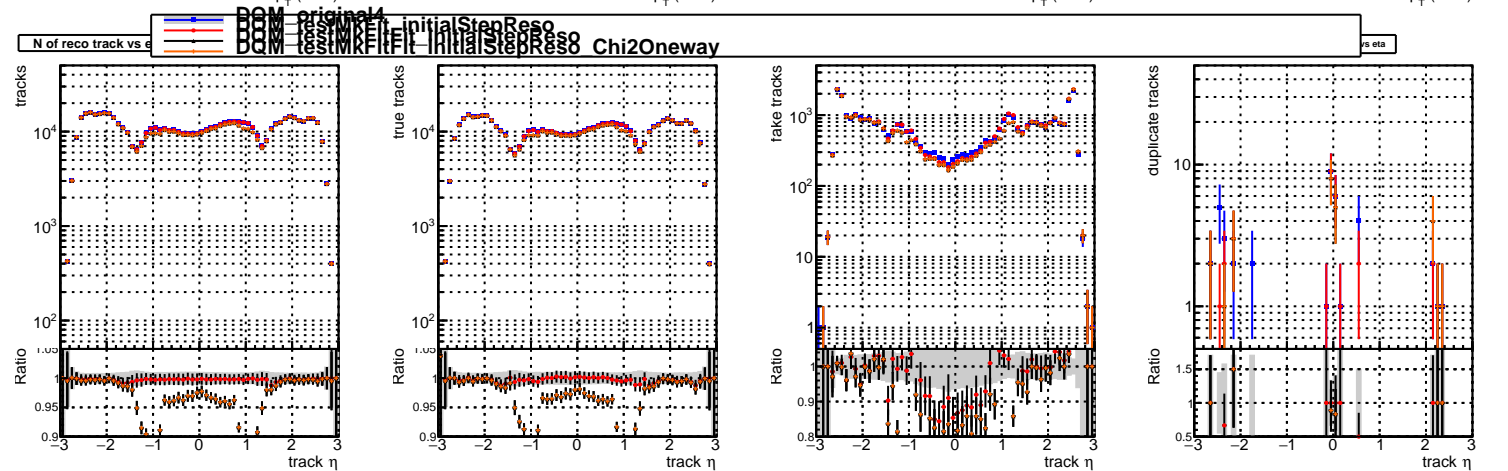 DQM_original4
DQM_testMkFit_initialStepReso
DQM_testMkFitFit_initialStepReso
DQM_testMkFitFit_initialStepReso_Chi2Oneway
N of reco track vs e
vs eta
tracks
10⁴
10³
10²
Ratio
1.05
1
0.95
0.9
−3 −2 −1 0 1 2 3
track η
true tracks
10⁴
10³
10²
Ratio
1.05
1
0.95
0.9
−3 −2 −1 0 1 2 3
track η
fake tracks
10³
10²
10
1
Ratio
1
0.9
0.8
−3 −2 −1 0 1 2 3
track η
duplicate tracks
10
1
Ratio
1.5
1
0.5
−3 −2 −1 0 1 2 3
track η